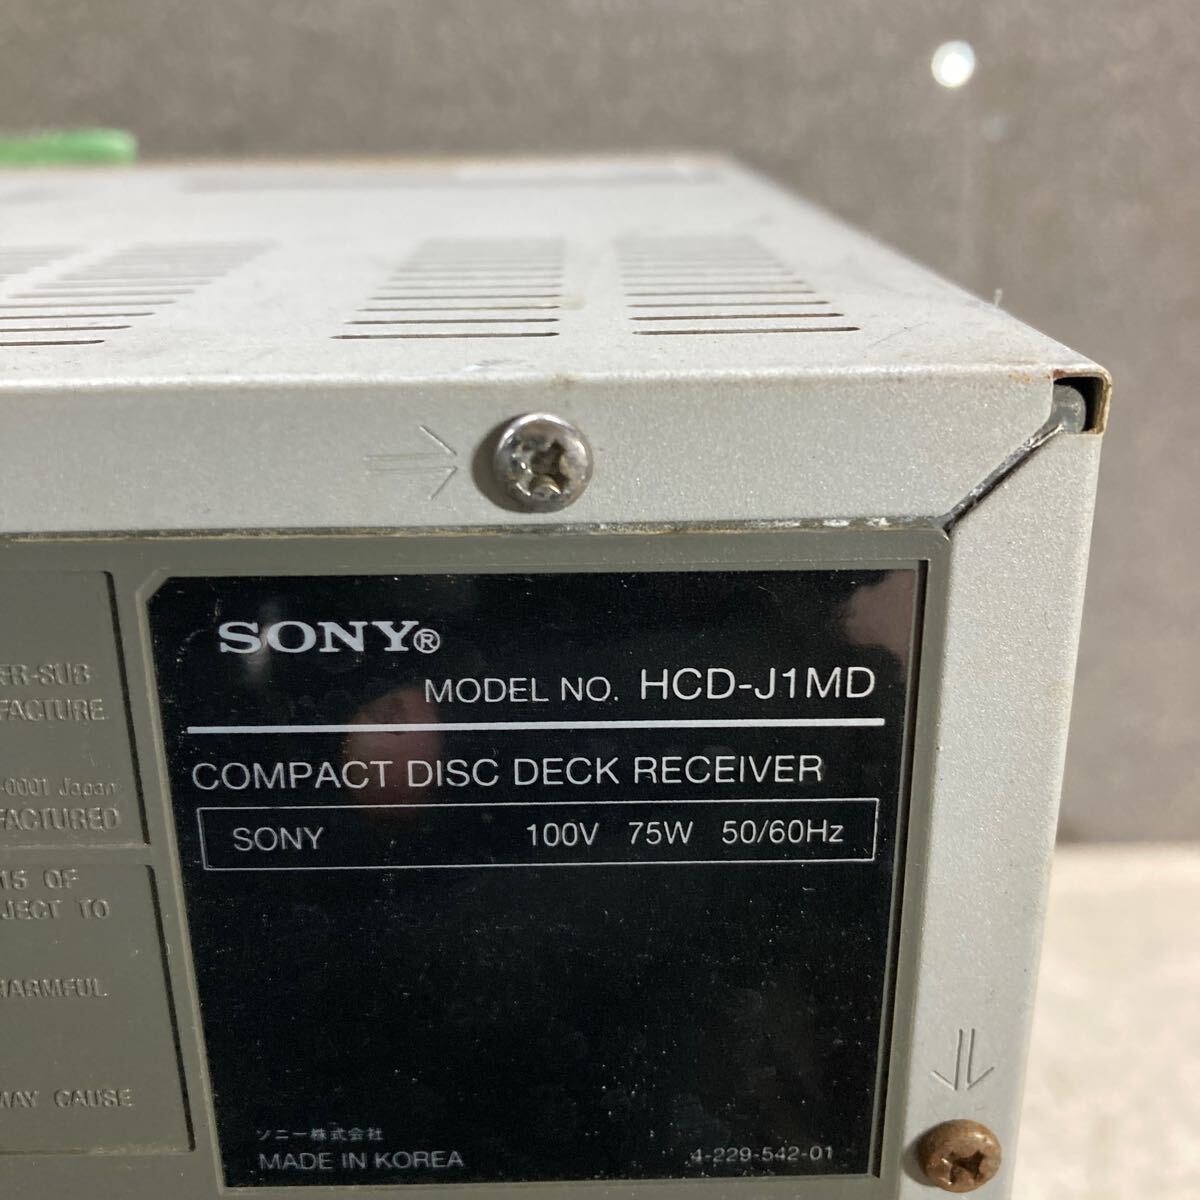 SONY®
MODEL NO. HCD-J1MD
COMPACT DISC DECK RECEIVER
SONY 100V 75W 50/60Hz
ソニー株式会社
MADE IN KOREA 4-229-542-01
ER-SUB
FACTURE
-0001 Japan
FACTURED
15 OF
JECT TO
HARMFUL
MAY CAUSE